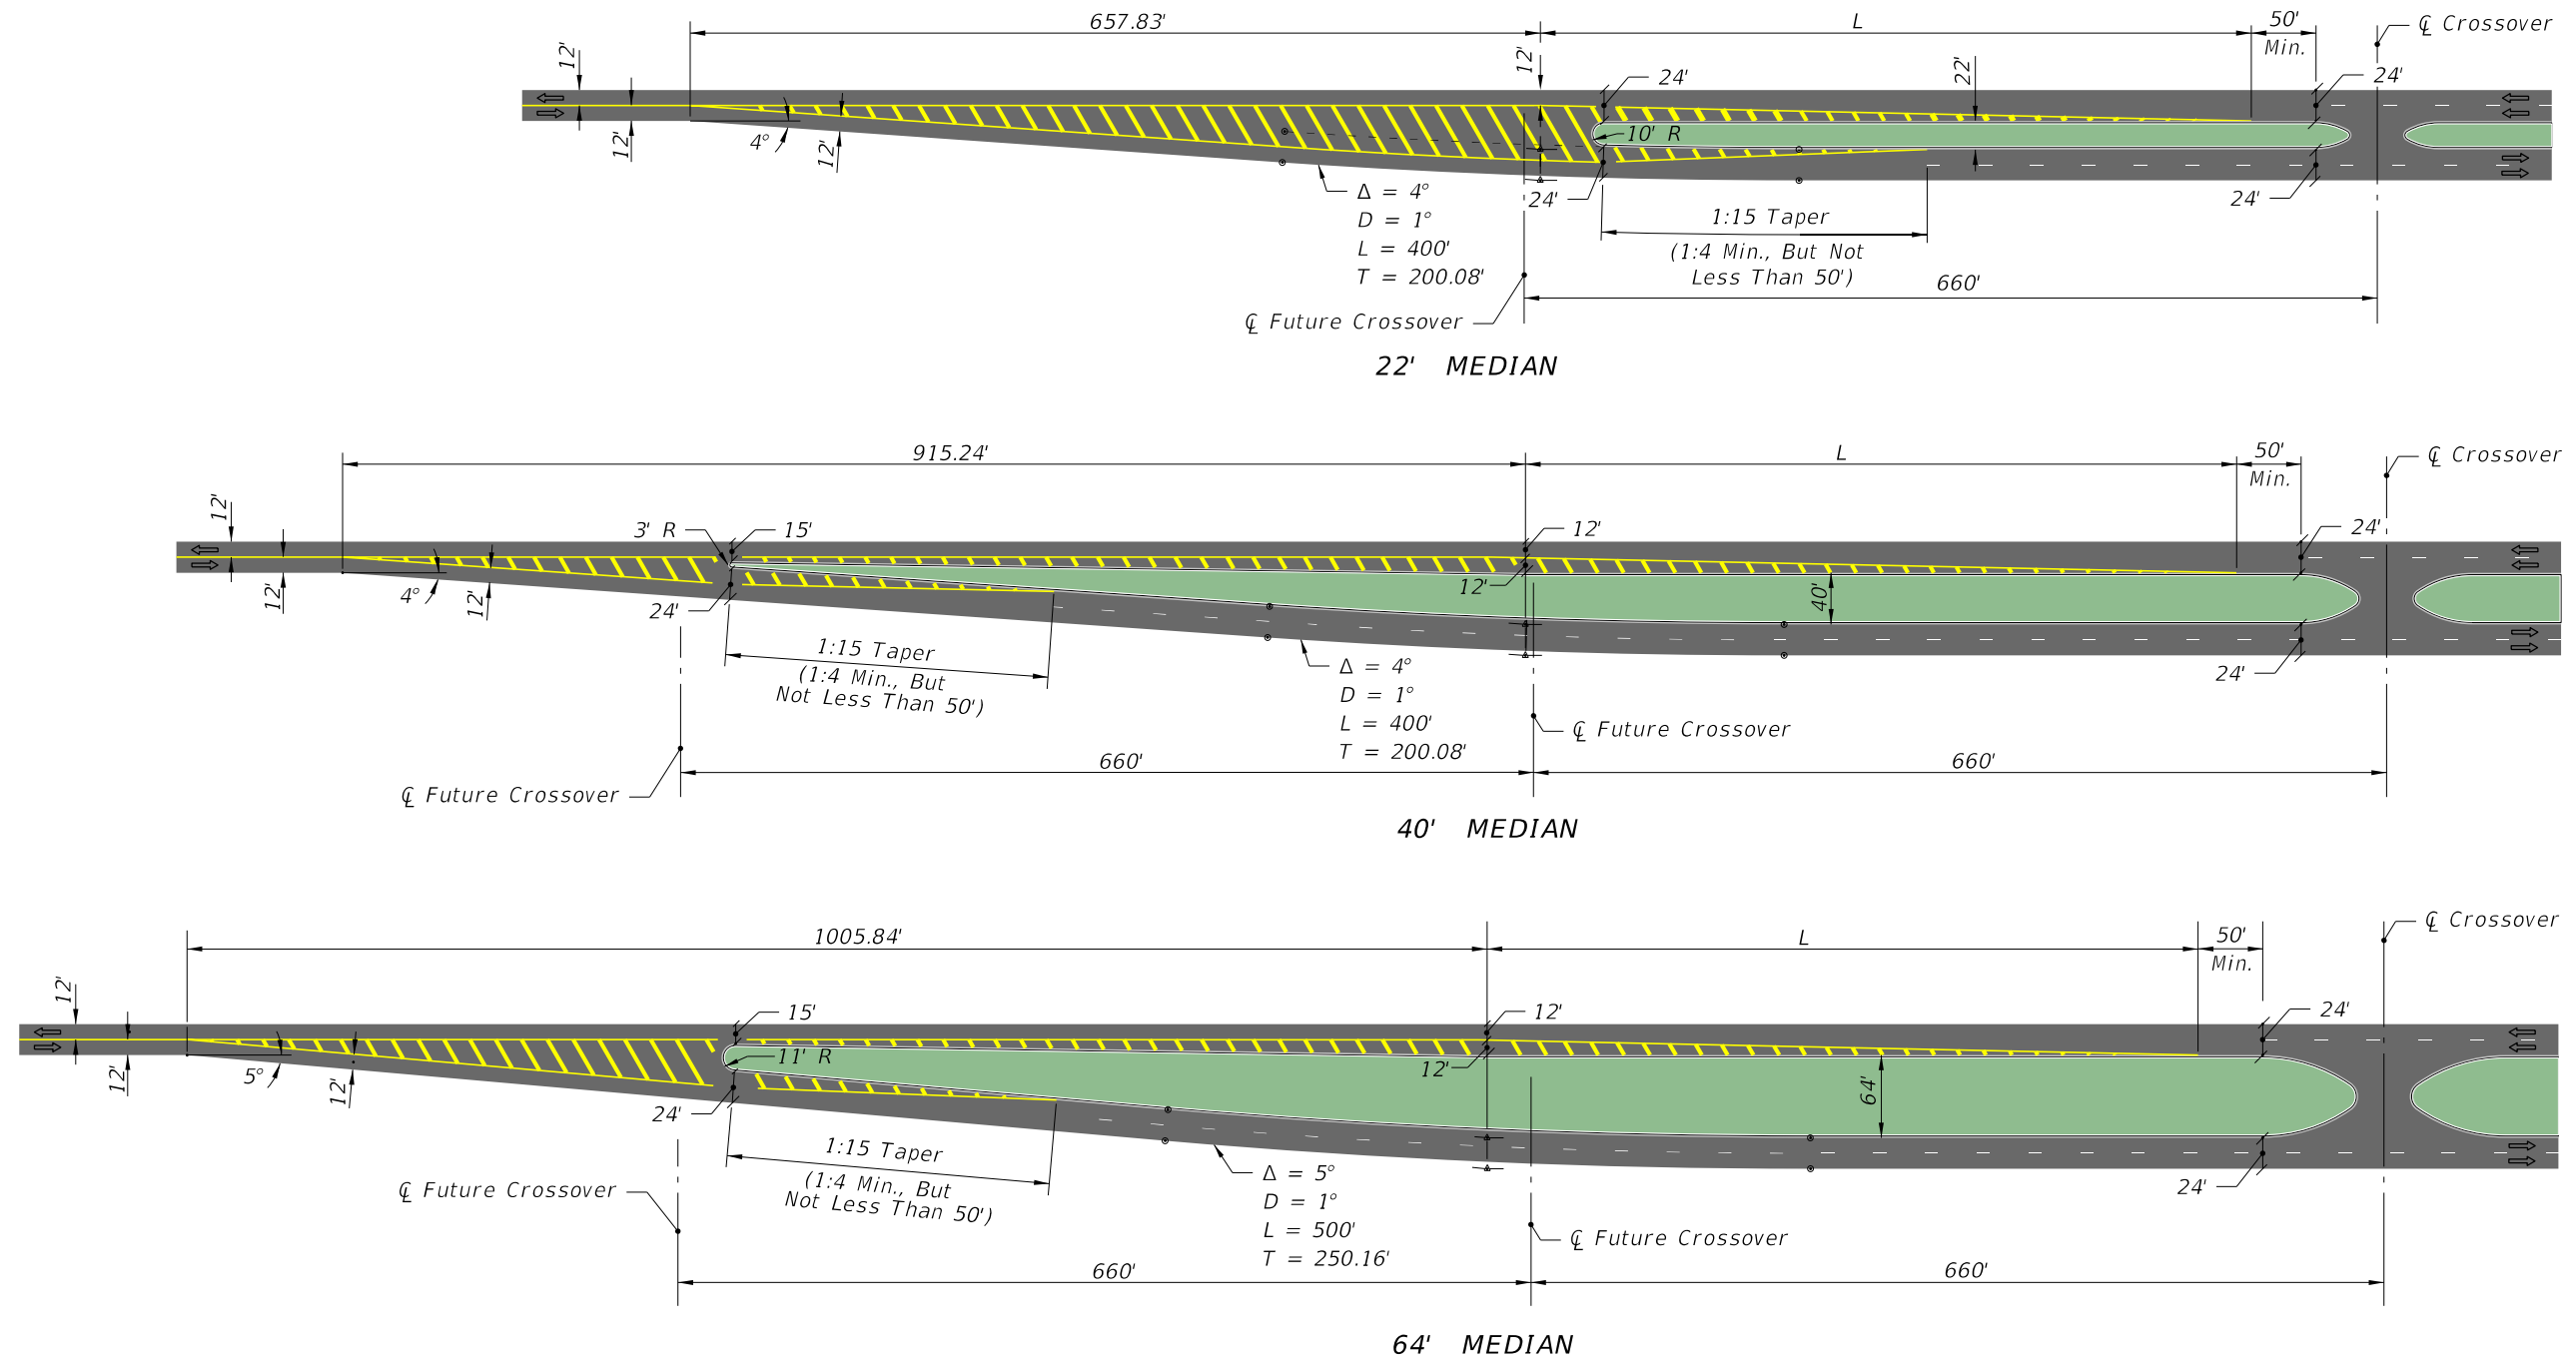 657.83'
L
50'
Min.
℄ Crossover
12'
12'
24'
22'
24'
12'
4°
12'
10' R
24'
24'
Δ = 4°
D = 1°
L = 400'
T = 200.08'
1:15 Taper
(1:4 Min., But Not
Less Than 50')
660'
℄ Future Crossover
22' MEDIAN
915.24'
L
50'
Min.
℄ Crossover
12'
3' R
15'
12'
24'
12'
4°
12'
24'
12'
40'
1:15 Taper
(1:4 Min., But
Not Less Than 50')
Δ = 4°
D = 1°
L = 400'
T = 200.08'
24'
℄ Future Crossover
660'
660'
℄ Future Crossover
40' MEDIAN
1005.84'
L
50'
Min.
℄ Crossover
12'
15'
12'
24'
12'
5°
12'
11' R
24'
12'
64'
1:15 Taper
(1:4 Min., But
Not Less Than 50')
Δ = 5°
D = 1°
L = 500'
T = 250.16'
24'
℄ Future Crossover
℄ Future Crossover
660'
660'
64' MEDIAN